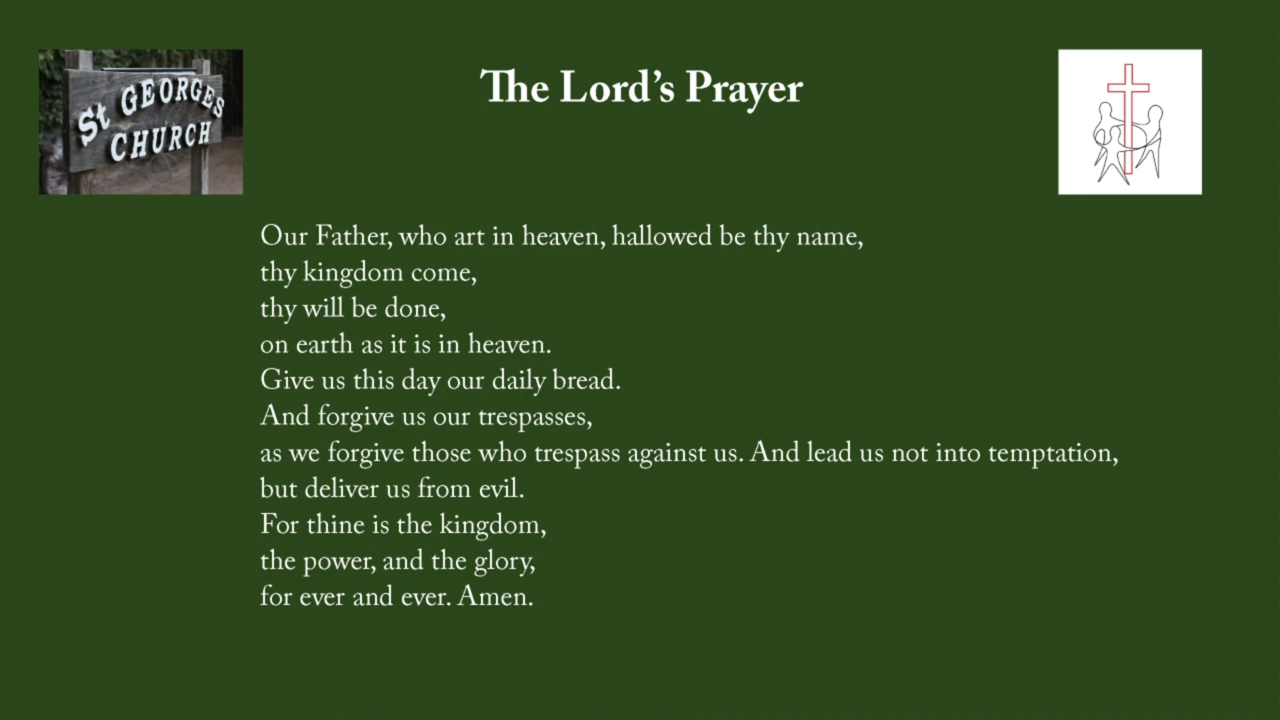 St GEORGES
CHURCH
The Lord’s Prayer
Our Father, who art in heaven, hallowed be thy name,
thy kingdom come,
thy will be done,
on earth as it is in heaven.
Give us this day our daily bread.
And forgive us our trespasses,
as we forgive those who trespass against us. And lead us not into temptation,
but deliver us from evil.
For thine is the kingdom,
the power, and the glory,
for ever and ever. Amen.